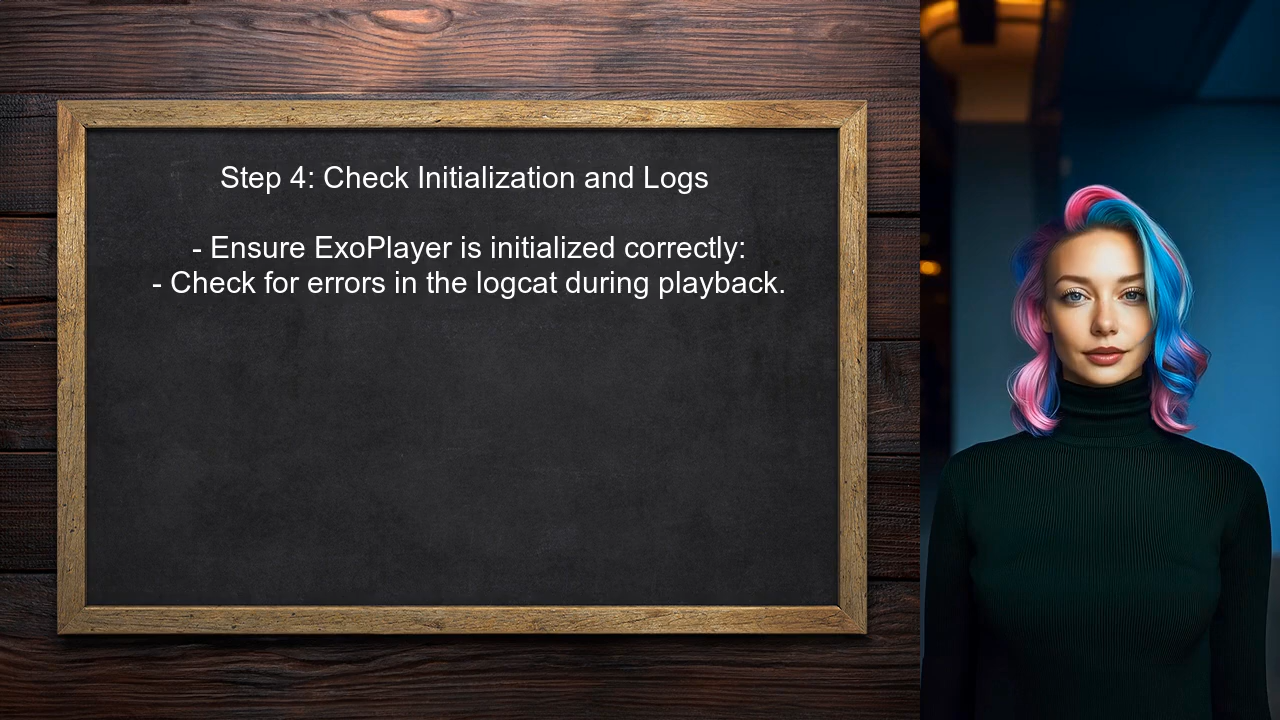 Step 4: Check Initialization and Logs
- Ensure ExoPlayer is initialized correctly:
- Check for errors in the logcat during playback.